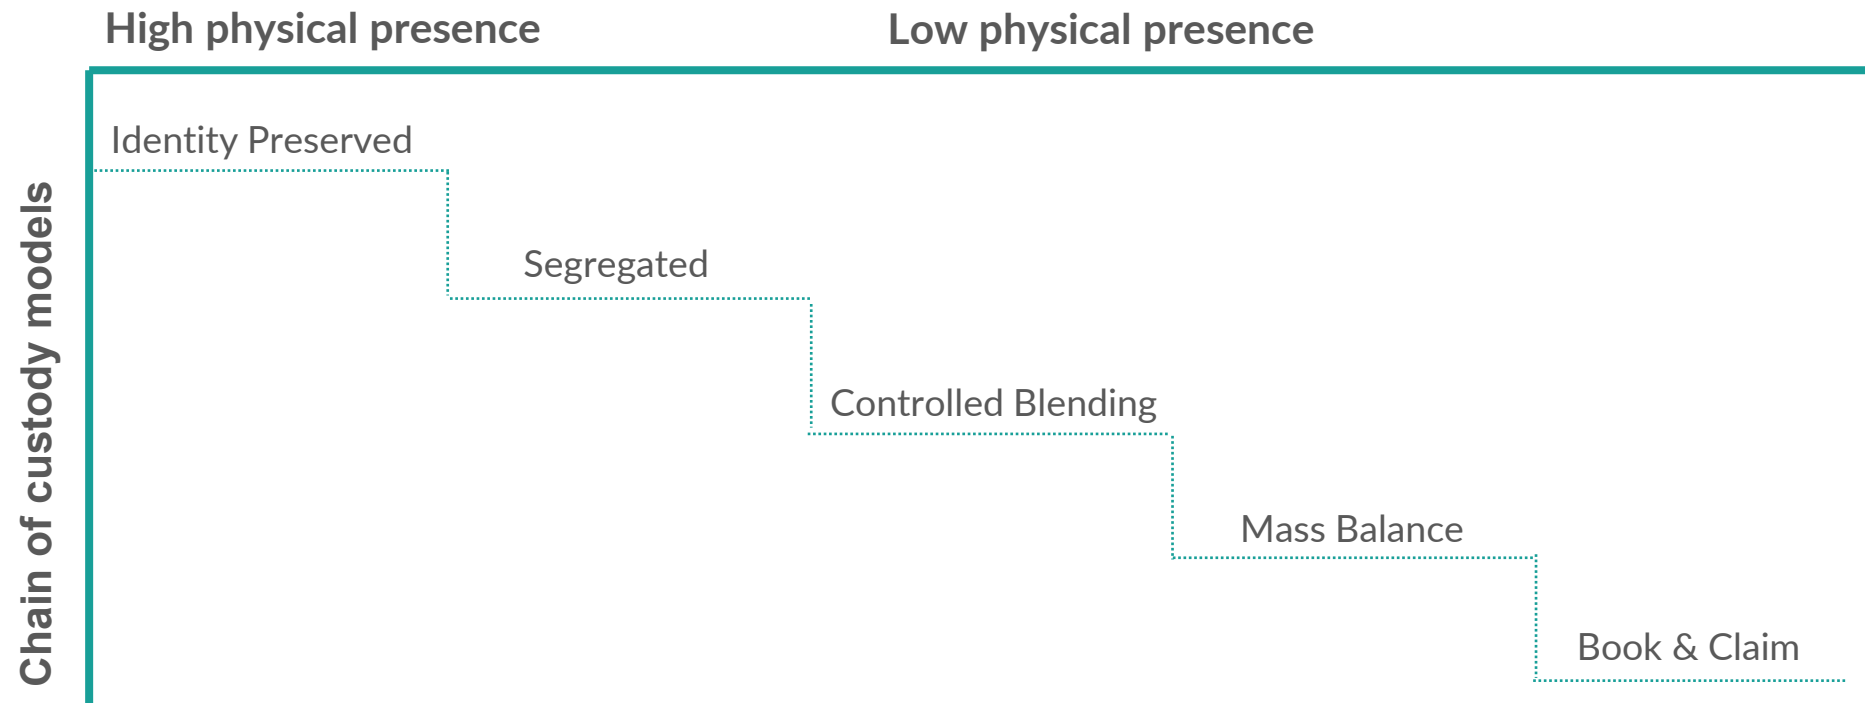 High physical presence
Low physical presence
Chain of custody models
Identity Preserved
Segregated
Controlled Blending
Mass Balance
Book & Claim